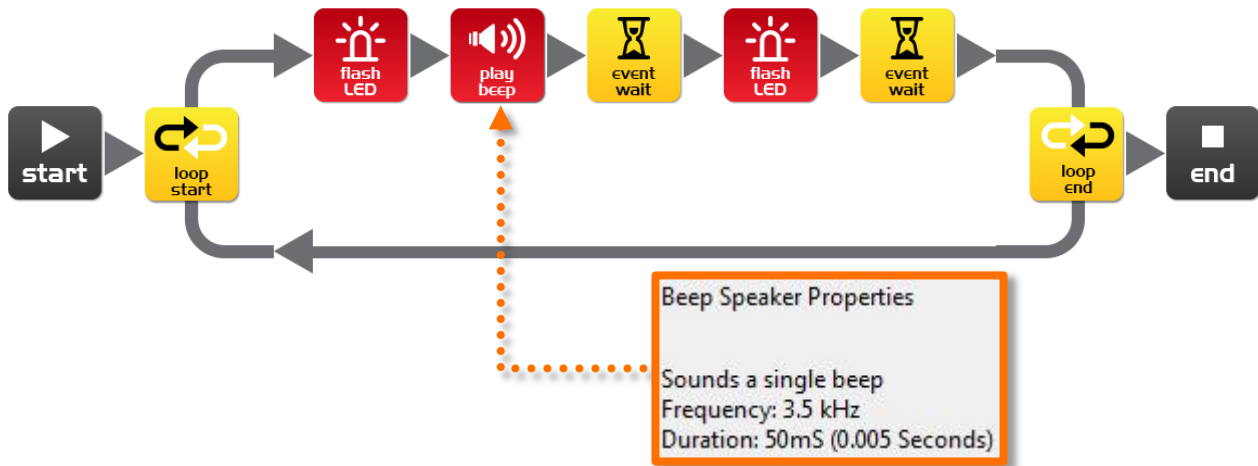 flash
LED
play
beep
event
wait
flash
LED
event
wait
start
loop
start
loop
end
end
Beep Speaker Properties
Sounds a single beep
Frequency: 3.5 kHz
Duration: 50mS (0.005 Seconds)